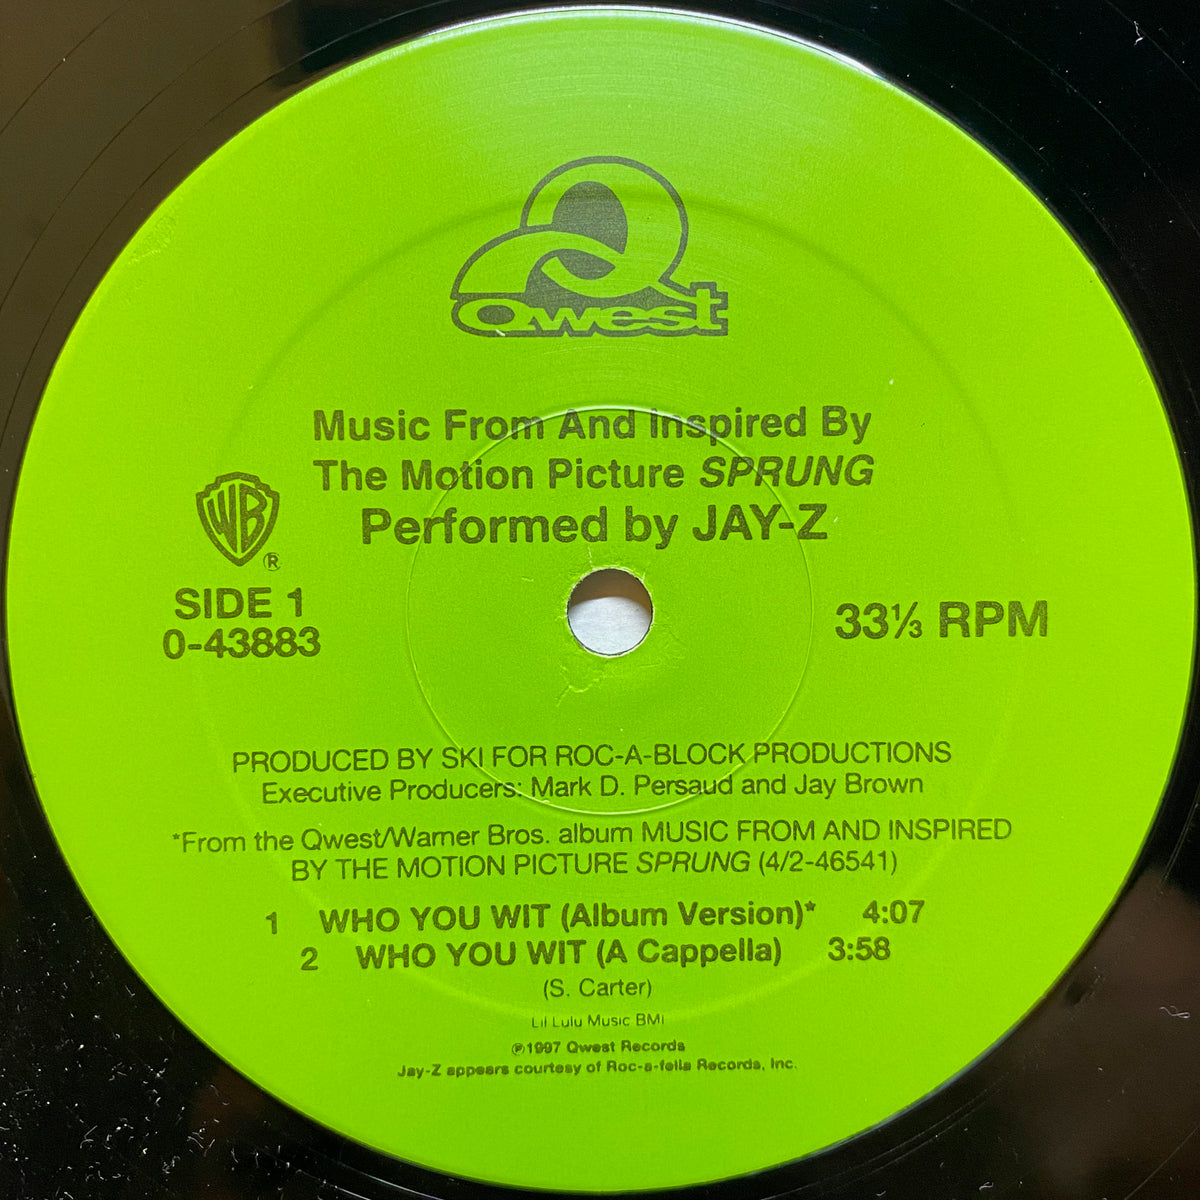 Qwest
Music From And Inspired By
The Motion Picture SPRUNG
Performed by JAY-Z
WB
®
SIDE 1
0-43883
33⅓ RPM
PRODUCED BY SKI FOR ROC-A-BLOCK PRODUCTIONS
Executive Producers: Mark D. Persaud and Jay Brown
*From the Qwest/Warner Bros. album MUSIC FROM AND INSPIRED
BY THE MOTION PICTURE SPRUNG (4/2-46541)
1 WHO YOU WIT (Album Version)* 4:07
2 WHO YOU WIT (A Cappella) 3:58
(S. Carter)
Lil Lulu Music BMI
℗1997 Qwest Records
Jay-Z appears courtesy of Roc-a-fella Records, Inc.